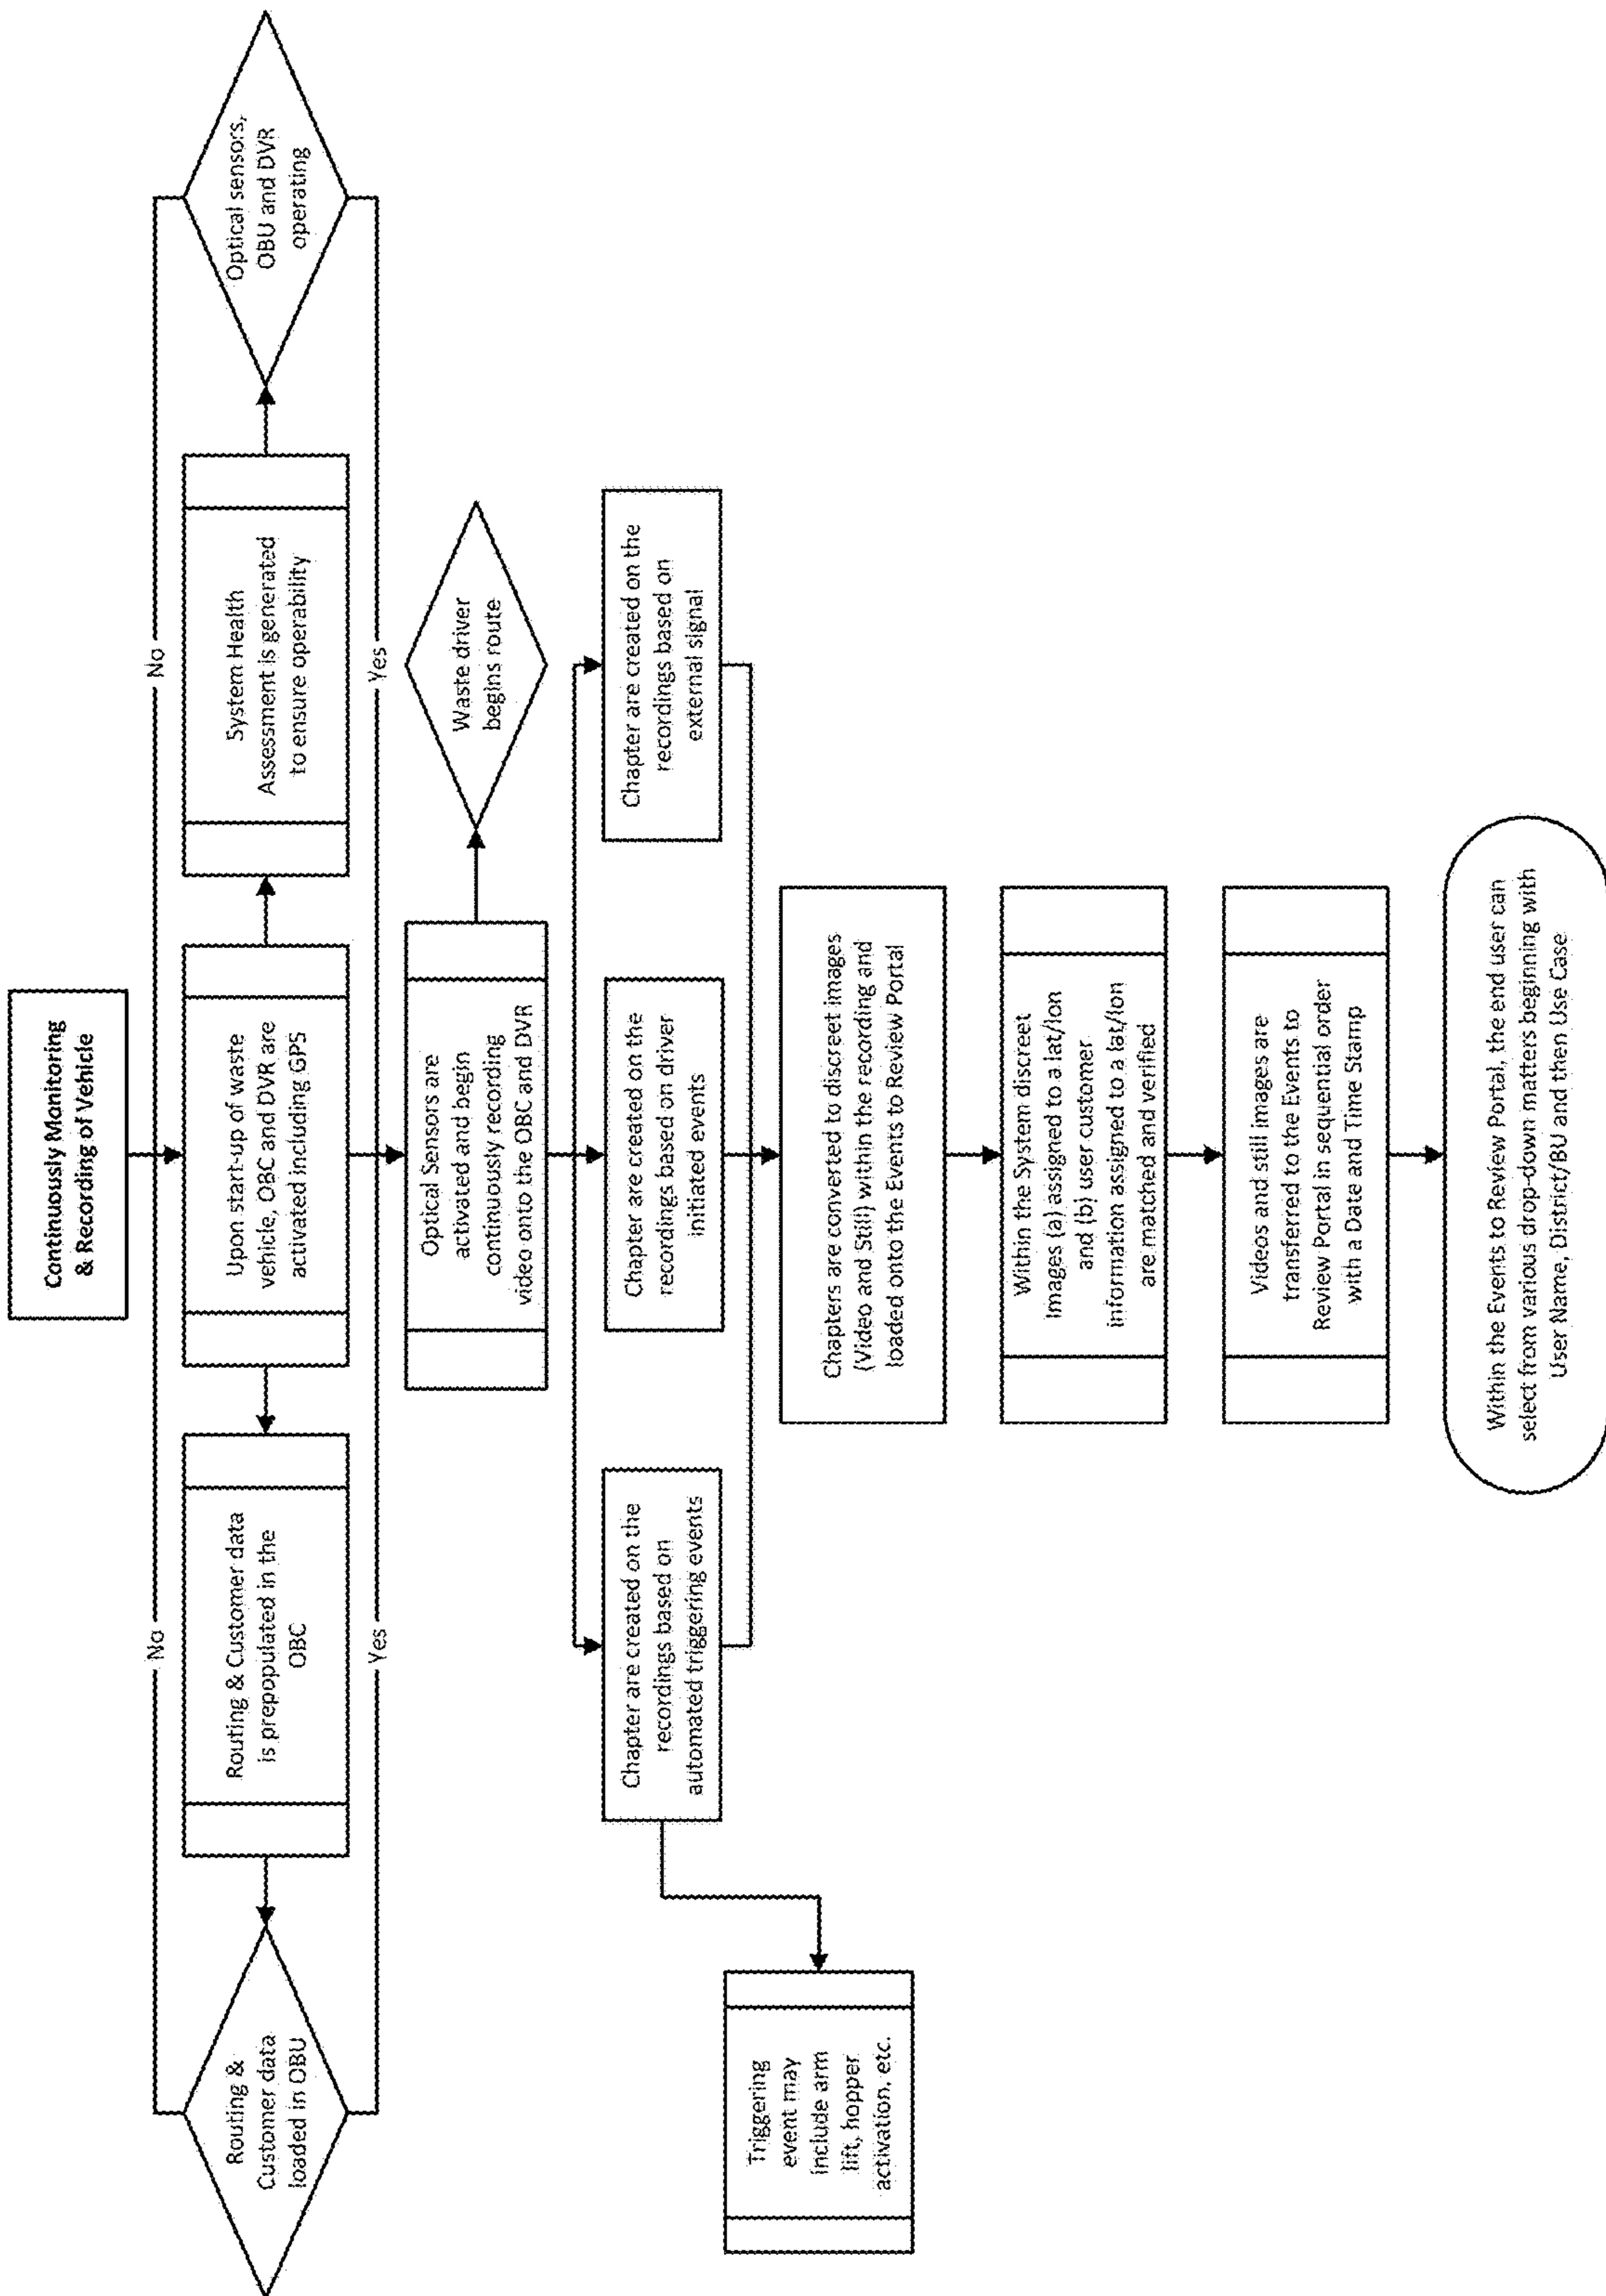 Continuously Monitoring
& Recording of Vehicle
No
No
Routing &
Customer data
loaded in OBU
Routing & Customer data
is prepopulated in the
OBC
Upon start-up of waste
vehicle, OBC and DVR are
activated including GPS
System Health
Assessment is generated
to ensure operability
Optical sensors,
OBU and DVR
operating
Yes
Yes
Optical Sensors are
activated and begin
continuously recording
video onto the OBC and DVR
Waste driver
begins route
Chapter are created on the
recordings based on
automated triggering events
Chapter are created on the
recordings based on driver
initiated events
Chapter are created on the
recordings based on
external signal
Triggering
event may
include arm
lift, hopper
activation, etc.
Chapters are converted to discreet images
(Video and Still) within the recording and
loaded onto the Events to Review Portal
Within the System discreet
images (a) assigned to a lat/lon
and (b) user customer
information assigned to a lat/lon
are matched and verified
Videos and still images are
transferred to the Events to
Review Portal in sequential order
with a Date and Time Stamp
Within the Events to Review Portal, the end user can
select from various drop-down matters beginning with
User Name, District/BU and then Use Case